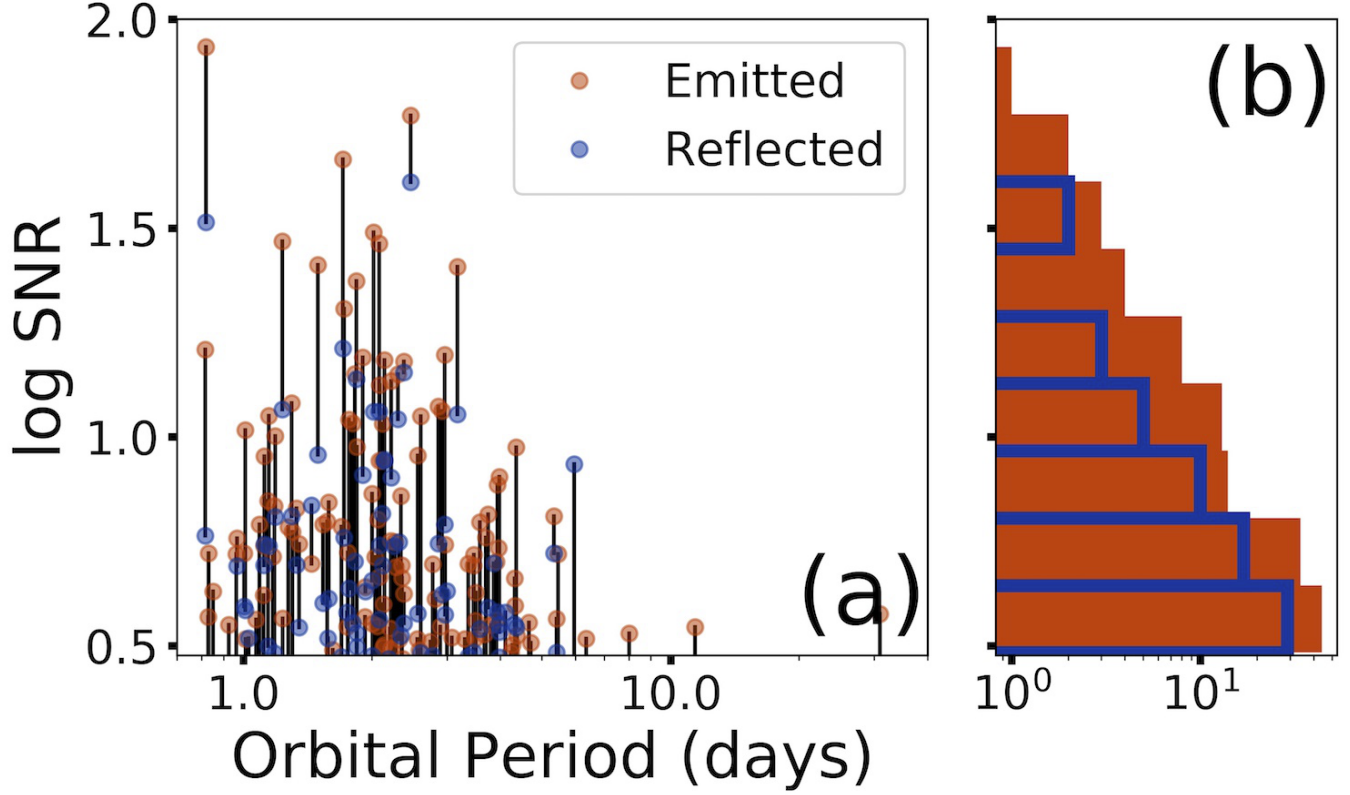 2.0
1.5
1.0
0.5
log SNR
Emitted
Reflected
(a)
1.0
10.0
Orbital Period (days)
(b)
10⁰
10¹